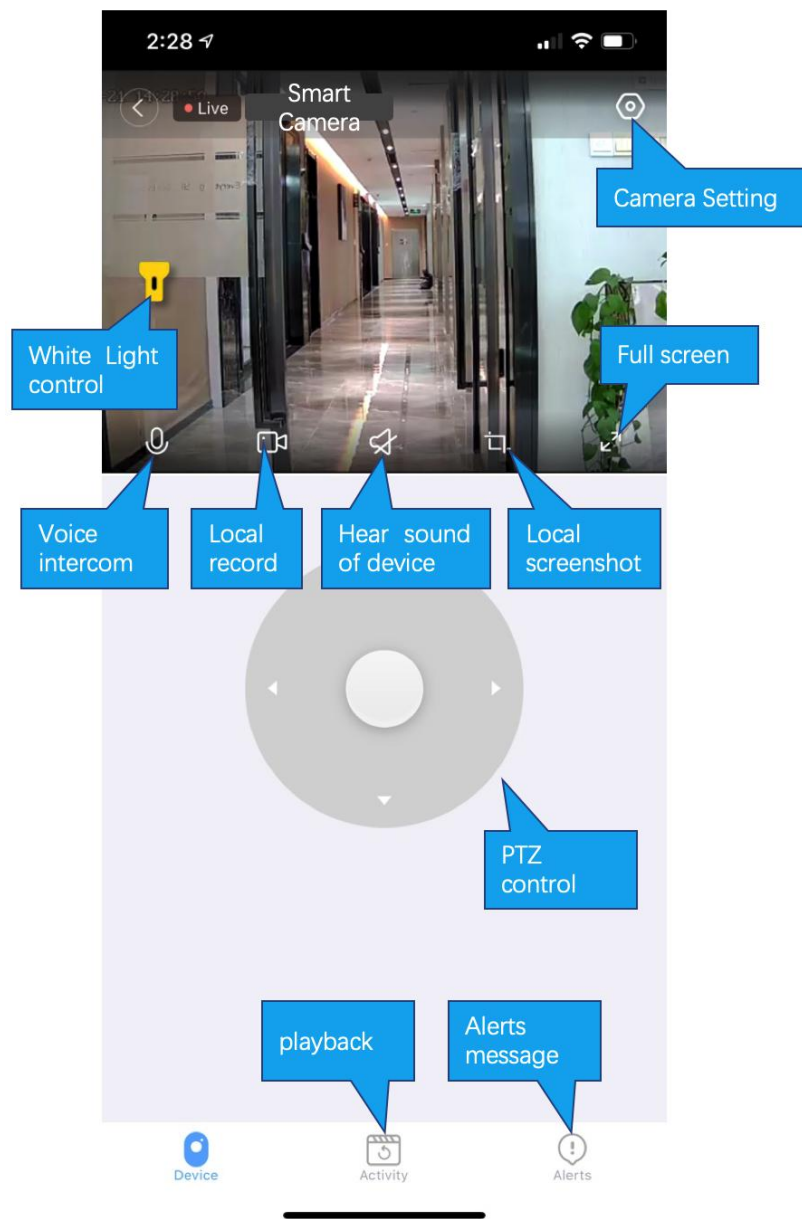 2:28
Live
Smart
Camera
Camera Setting
White Light
control
Full screen
Voice
intercom
Local
record
Hear sound
of device
Local
screenshot
PTZ
control
playback
Alerts
message
Device
Activity
Alerts